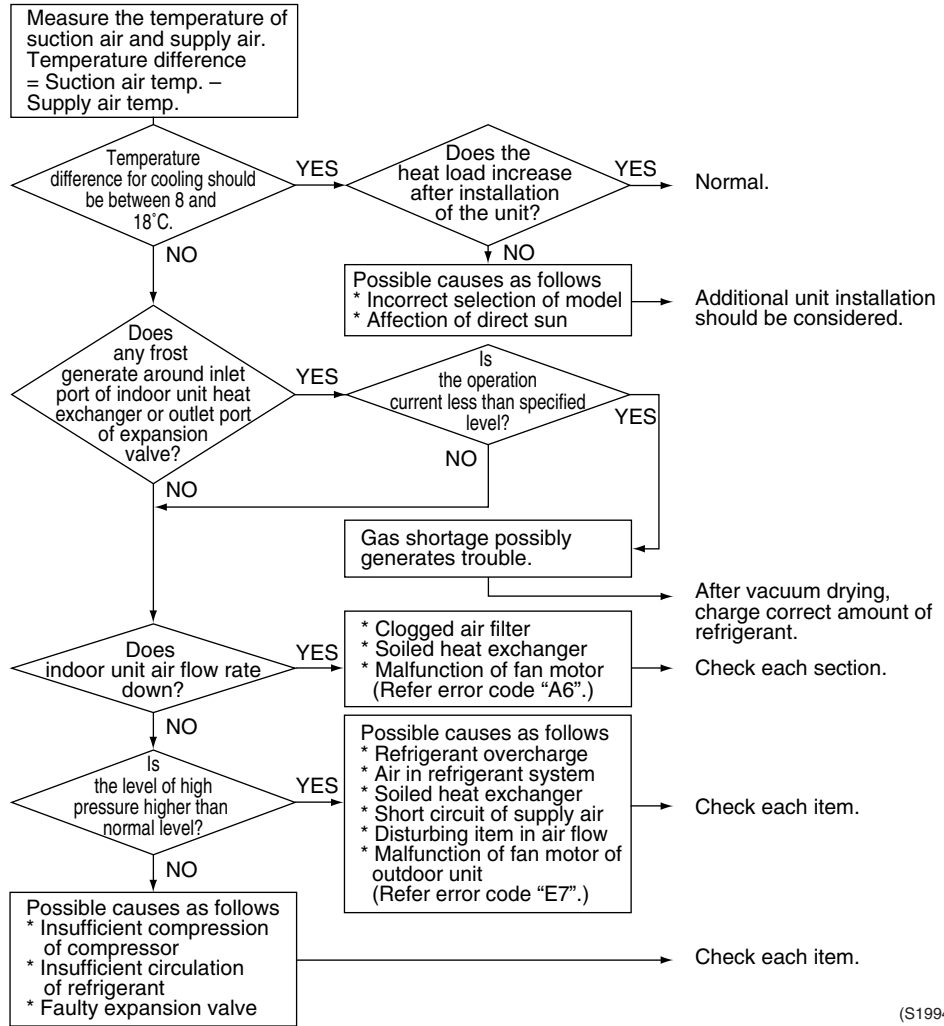 Measure the temperature of
suction air and supply air.
Temperature difference
= Suction air temp. –
Supply air temp.
Temperature
difference for cooling should
be between 8 and
18˚C.
YES
Does the
heat load increase
after installation
of the unit?
YES
Normal.
NO
NO
Possible causes as follows
* Incorrect selection of model
* Affection of direct sun
Additional unit installation
should be considered.
Does
any frost
generate around inlet
port of indoor unit heat
exchanger or outlet port
of expansion
valve?
YES
Is
the operation
current less than specified
level?
YES
NO
NO
Gas shortage possibly
generates trouble.
After vacuum drying,
charge correct amount of
refrigerant.
Does
indoor unit air flow rate
down?
YES
* Clogged air filter
* Soiled heat exchanger
* Malfunction of fan motor
(Refer error code "A6".)
Check each section.
NO
Is
the level of high
pressure higher than
normal level?
YES
Possible causes as follows
* Refrigerant overcharge
* Air in refrigerant system
* Soiled heat exchanger
* Short circuit of supply air
* Disturbing item in air flow
* Malfunction of fan motor of
outdoor unit
(Refer error code "E7".)
Check each item.
NO
Possible causes as follows
* Insufficient compression
of compressor
* Insufficient circulation
of refrigerant
* Faulty expansion valve
Check each item.
(S1994